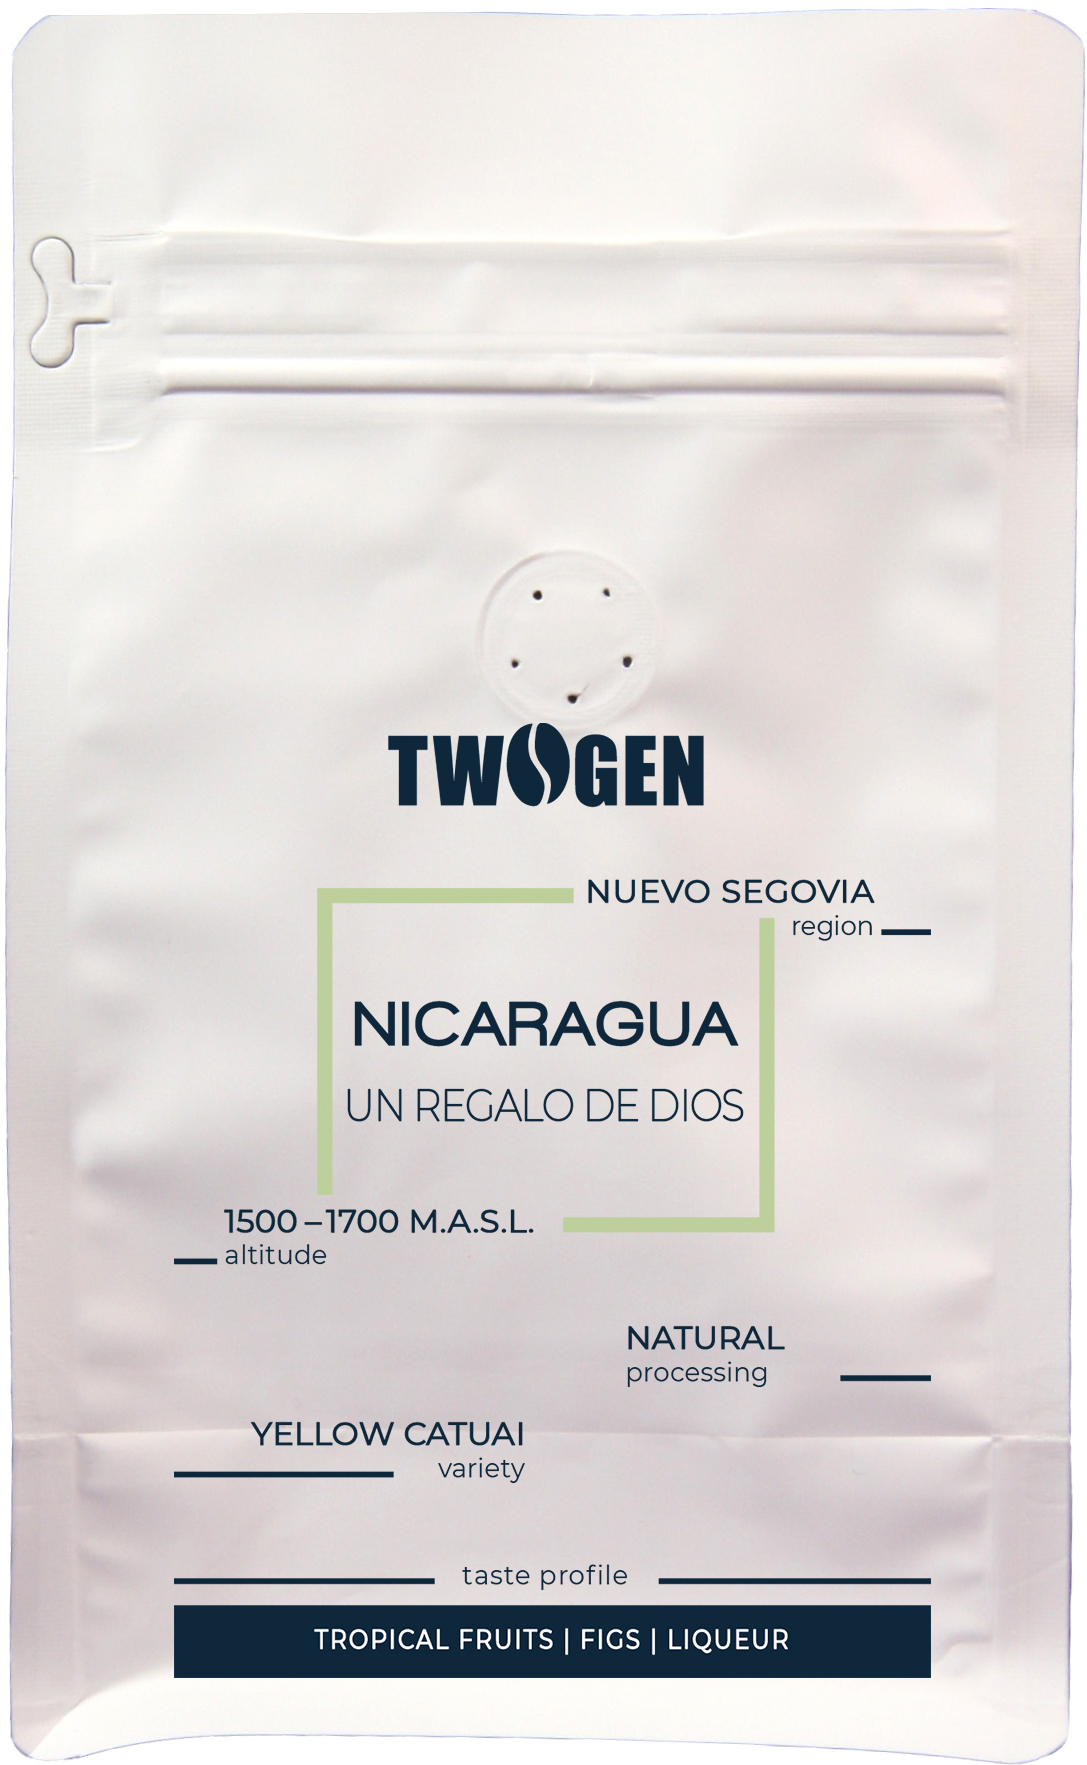 TWOGEN
NUEVO SEGOVIA
region
NICARAGUA
UN REGALO DE DIOS
1500 – 1700 M.A.S.L.
altitude
NATURAL
processing
YELLOW CATUAI
variety
taste profile
TROPICAL FRUITS | FIGS | LIQUEUR